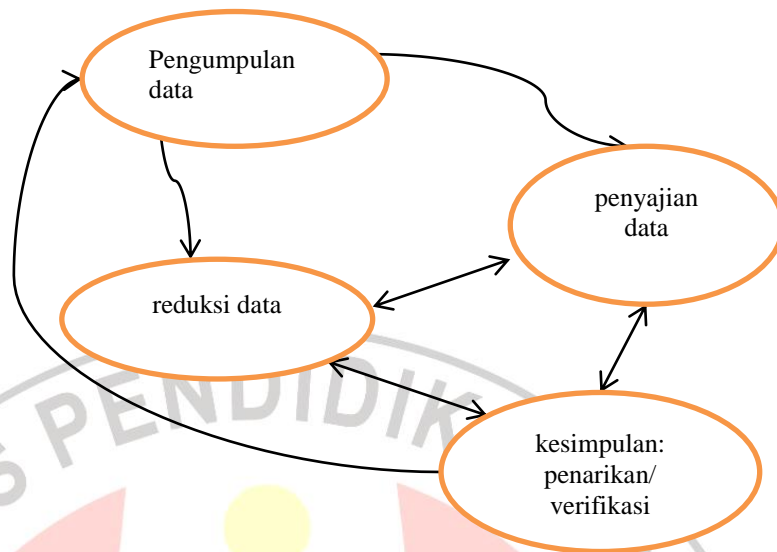 Pengumpulan
data
penyajian
data
reduksi data
kesimpulan:
penarikan/
verifikasi
S PENDIDIK